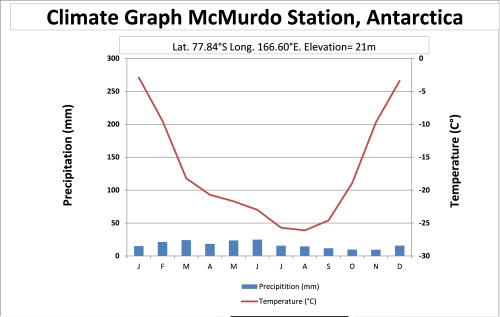 Climate Graph McMurdo Station, Antarctica
Lat. 77.84°S Long. 166.60°E. Elevation= 21m
Precipitation (mm)
300
250
200
150
100
50
0
0
-5
-10
-15
-20
-25
-30
Temperature (C°)
J F M A M J J A S O N D
Precipitition (mm)
Temperature (°C)